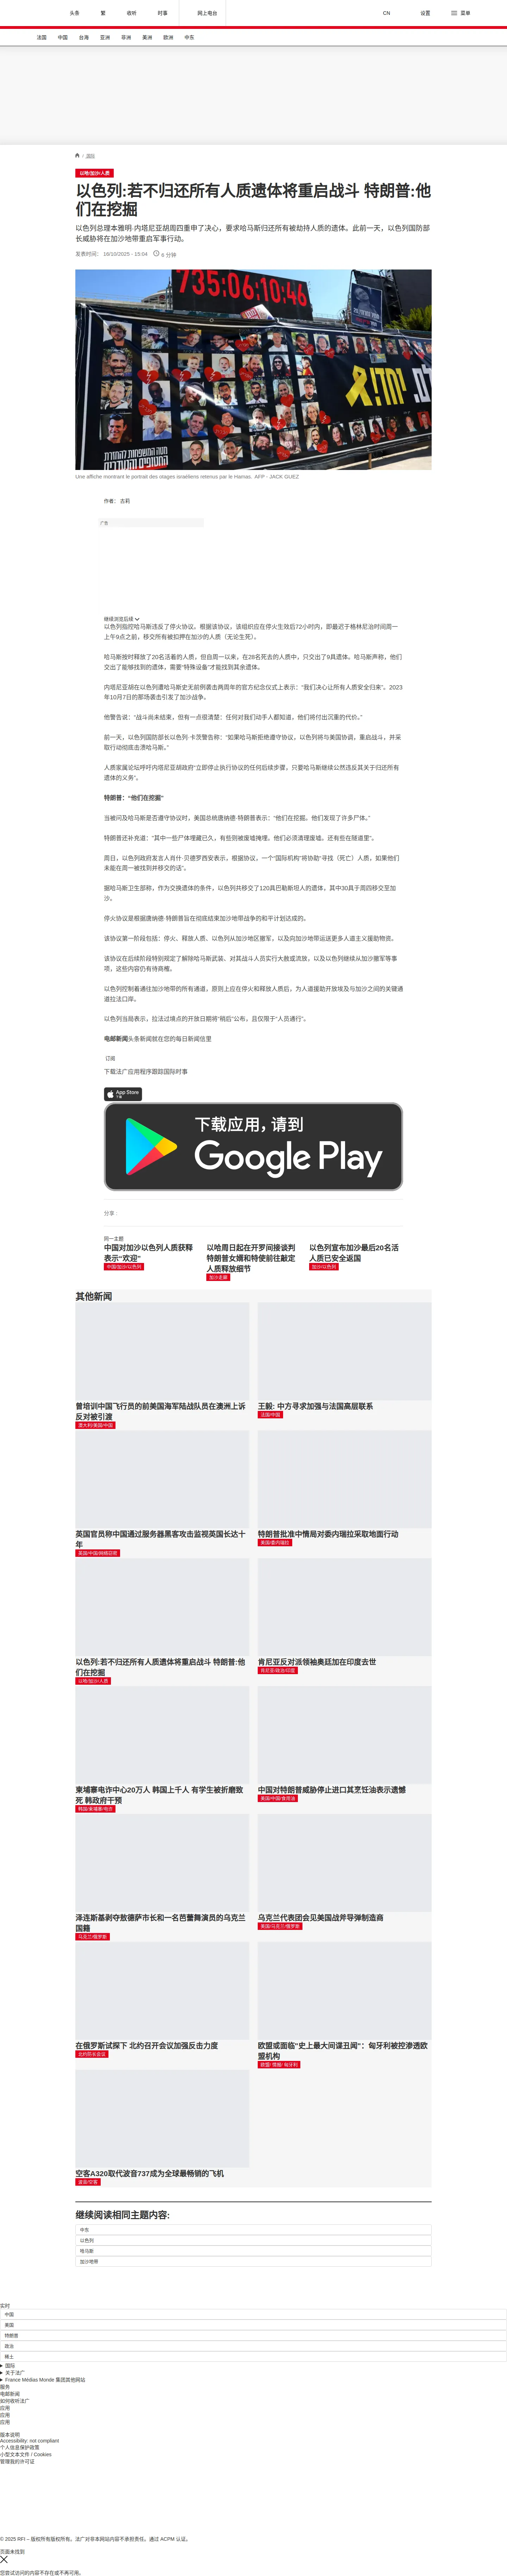 头条
繁
收听
时事
网上电台
CN
设置
菜单
法国
中国
台海
亚洲
非洲
美洲
欧洲
中东
/ 国际
以哈/加沙/人质
以色列:若不归还所有人质遗体将重启战斗 特朗普:他
们在挖掘
以色列总理本雅明·内塔尼亚胡周四重申了决心，要求哈马斯归还所有被劫持人质的遗体。此前一天，以色列国防部
长威胁将在加沙地带重启军事行动。
发表时间： 16/10/2025 - 15:04
6 分钟
735:06:10:46
Une affiche montrant le portrait des otages israéliens retenus par le Hamas. AFP - JACK GUEZ
作者： 古莉
广告
继续浏览后续
以色列指控哈马斯违反了停火协议。根据该协议，该组织应在停火生效后72小时内，即最迟于格林尼治时间周一
上午9点之前，移交所有被扣押在加沙的人质（无论生死）。
哈马斯按时释放了20名活着的人质，但自周一以来，在28名死去的人质中，只交出了9具遗体。哈马斯声称，他们
交出了能够找到的遗体，需要“特殊设备”才能找到其余遗体。
内塔尼亚胡在以色列遭哈马斯史无前例袭击两周年的官方纪念仪式上表示：“我们决心让所有人质安全归来”。2023
年10月7日的那场袭击引发了加沙战争。
他警告说：“战斗尚未结束，但有一点很清楚：任何对我们动手人都知道，他们将付出沉重的代价。”
前一天，以色列国防部长以色列·卡茨警告称：“如果哈马斯拒绝遵守协议，以色列将与美国协调，重启战斗，并采
取行动彻底击溃哈马斯。”
人质家属论坛呼吁内塔尼亚胡政府“立即停止执行协议的任何后续步骤，只要哈马斯继续公然违反其关于归还所有
遗体的义务”。
特朗普：“他们在挖掘”
当被问及哈马斯是否遵守协议时，美国总统唐纳德·特朗普表示：“他们在挖掘。他们发现了许多尸体。”
特朗普还补充道：“其中一些尸体埋藏已久，有些则被废墟掩埋。他们必须清理废墟。还有些在隧道里”。
周日，以色列政府发言人肖什·贝德罗西安表示，根据协议，一个“国际机构”将协助“寻找（死亡）人质，如果他们
未能在周一被找到并移交的话”。
据哈马斯卫生部称，作为交换遗体的条件，以色列共移交了120具巴勒斯坦人的遗体，其中30具于周四移交至加
沙。
停火协议是根据唐纳德·特朗普旨在彻底结束加沙地带战争的和平计划达成的。
该协议第一阶段包括：停火、释放人质、以色列从加沙地区撤军，以及向加沙地带运送更多人道主义援助物资。
该协议在后续阶段特别规定了解除哈马斯武装、对其战斗人员实行大赦或流放，以及以色列继续从加沙撤军等事
项，这些内容仍有待商榷。
以色列控制着通往加沙地带的所有通道，原则上应在停火和释放人质后，为人道援助开放埃及与加沙之间的关键通
道拉法口岸。
以色列当局表示，拉法过境点的开放日期将“稍后”公布，且仅限于“人员通行”。
电邮新闻头条新闻就在您的每日新闻信里
订阅
下载法广应用程序跟踪国际时事
App Store
下载
下载应用，请到
Google Play
分享 :
同一主题
中国对加沙以色列人质获释
表示“欢迎”
中国/加沙/以色列
以哈周日起在开罗间接谈判
特朗普女婿和特使前往敲定
人质释放细节
加沙走廊
以色列宣布加沙最后20名活
人质已安全返国
加沙/以色列
其他新闻
曾培训中国飞行员的前美国海军陆战队员在澳洲上诉
反对被引渡
澳大利/美国/中国
王毅: 中方寻求加强与法国高层联系
法国/中国
英国官员称中国通过服务器黑客攻击监视英国长达十
年
英国/中国/网络窃密
特朗普批准中情局对委内瑞拉采取地面行动
美国/委内瑞拉
以色列:若不归还所有人质遗体将重启战斗 特朗普:他
们在挖掘
以哈/加沙/人质
肯尼亚反对派领袖奥廷加在印度去世
肯尼亚/政治/印度
柬埔寨电诈中心20万人 韩国上千人 有学生被折磨致
死 韩政府干预
韩国/柬埔寨/电诈
中国对特朗普威胁停止进口其烹饪油表示遗憾
美国/中国/食用油
泽连斯基剥夺敖德萨市长和一名芭蕾舞演员的乌克兰
国籍
乌克兰/俄罗斯
乌克兰代表团会见美国战斧导弹制造商
美国/乌克兰/俄罗斯
在俄罗斯试探下 北约召开会议加强反击力度
北约防长会议
欧盟或面临“史上最大间谍丑闻”：匈牙利被控渗透欧
盟机构
欧盟/ 情报/ 匈牙利
空客A320取代波音737成为全球最畅销的飞机
波音/空客
继续阅读相同主题内容:
中东
以色列
哈马斯
加沙地带
实时
中国
美国
特朗普
政治
稀土
国际
关于法广
France Médias Monde 集团其他网站
服务
电邮新闻
如何收听法广
应用
应用
应用
版本说明
Accessibility: not compliant
个人信息保护政策
小型文本文件 / Cookies
管理我的许可证
© 2025 RFI – 版权所有版权所有。法广对非本网站内容不承担责任。通过 ACPM 认证。
页面未找到
您尝试访问的内容不存在或不再可用。